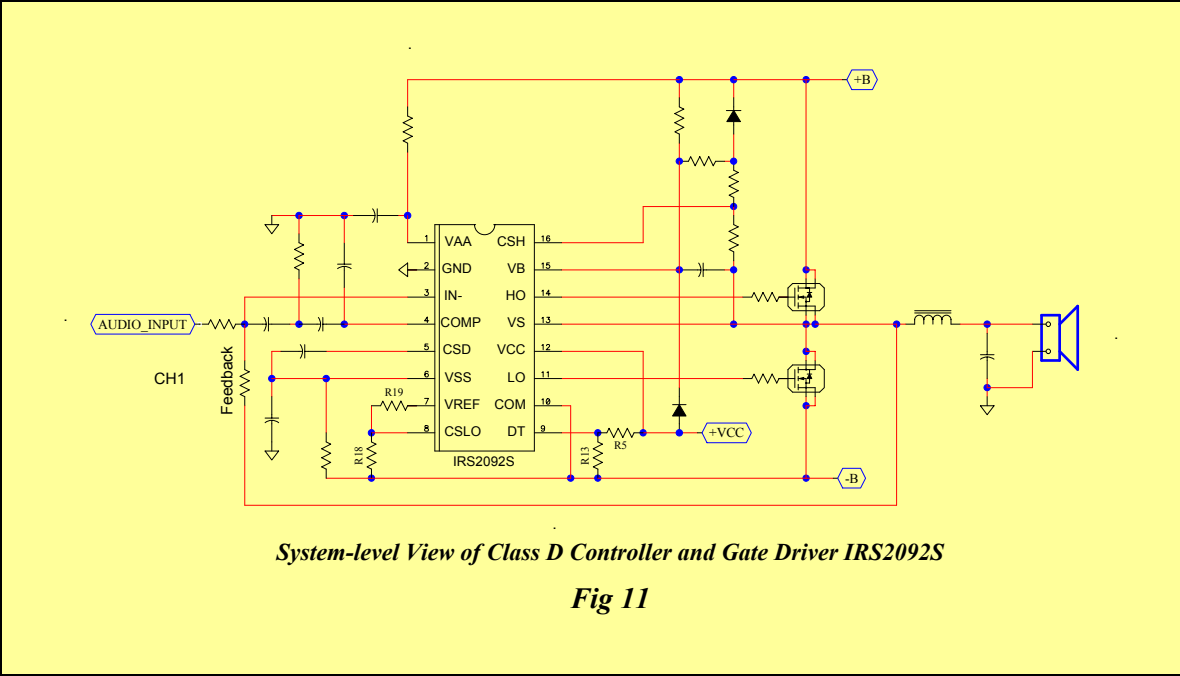 +B
1 VAA CSH 16
2 GND VB 15
3 IN- HO 14
AUDIO_INPUT
4 COMP VS 13
5 CSD VCC 12
CH1
Feedback
6 VSS LO 11
R19
7 VREF COM 10
8 CSLO DT 9
+VCC
R18
R13
R5
IRS2092S
-B
System-level View of Class D Controller and Gate Driver IRS2092S
Fig 11